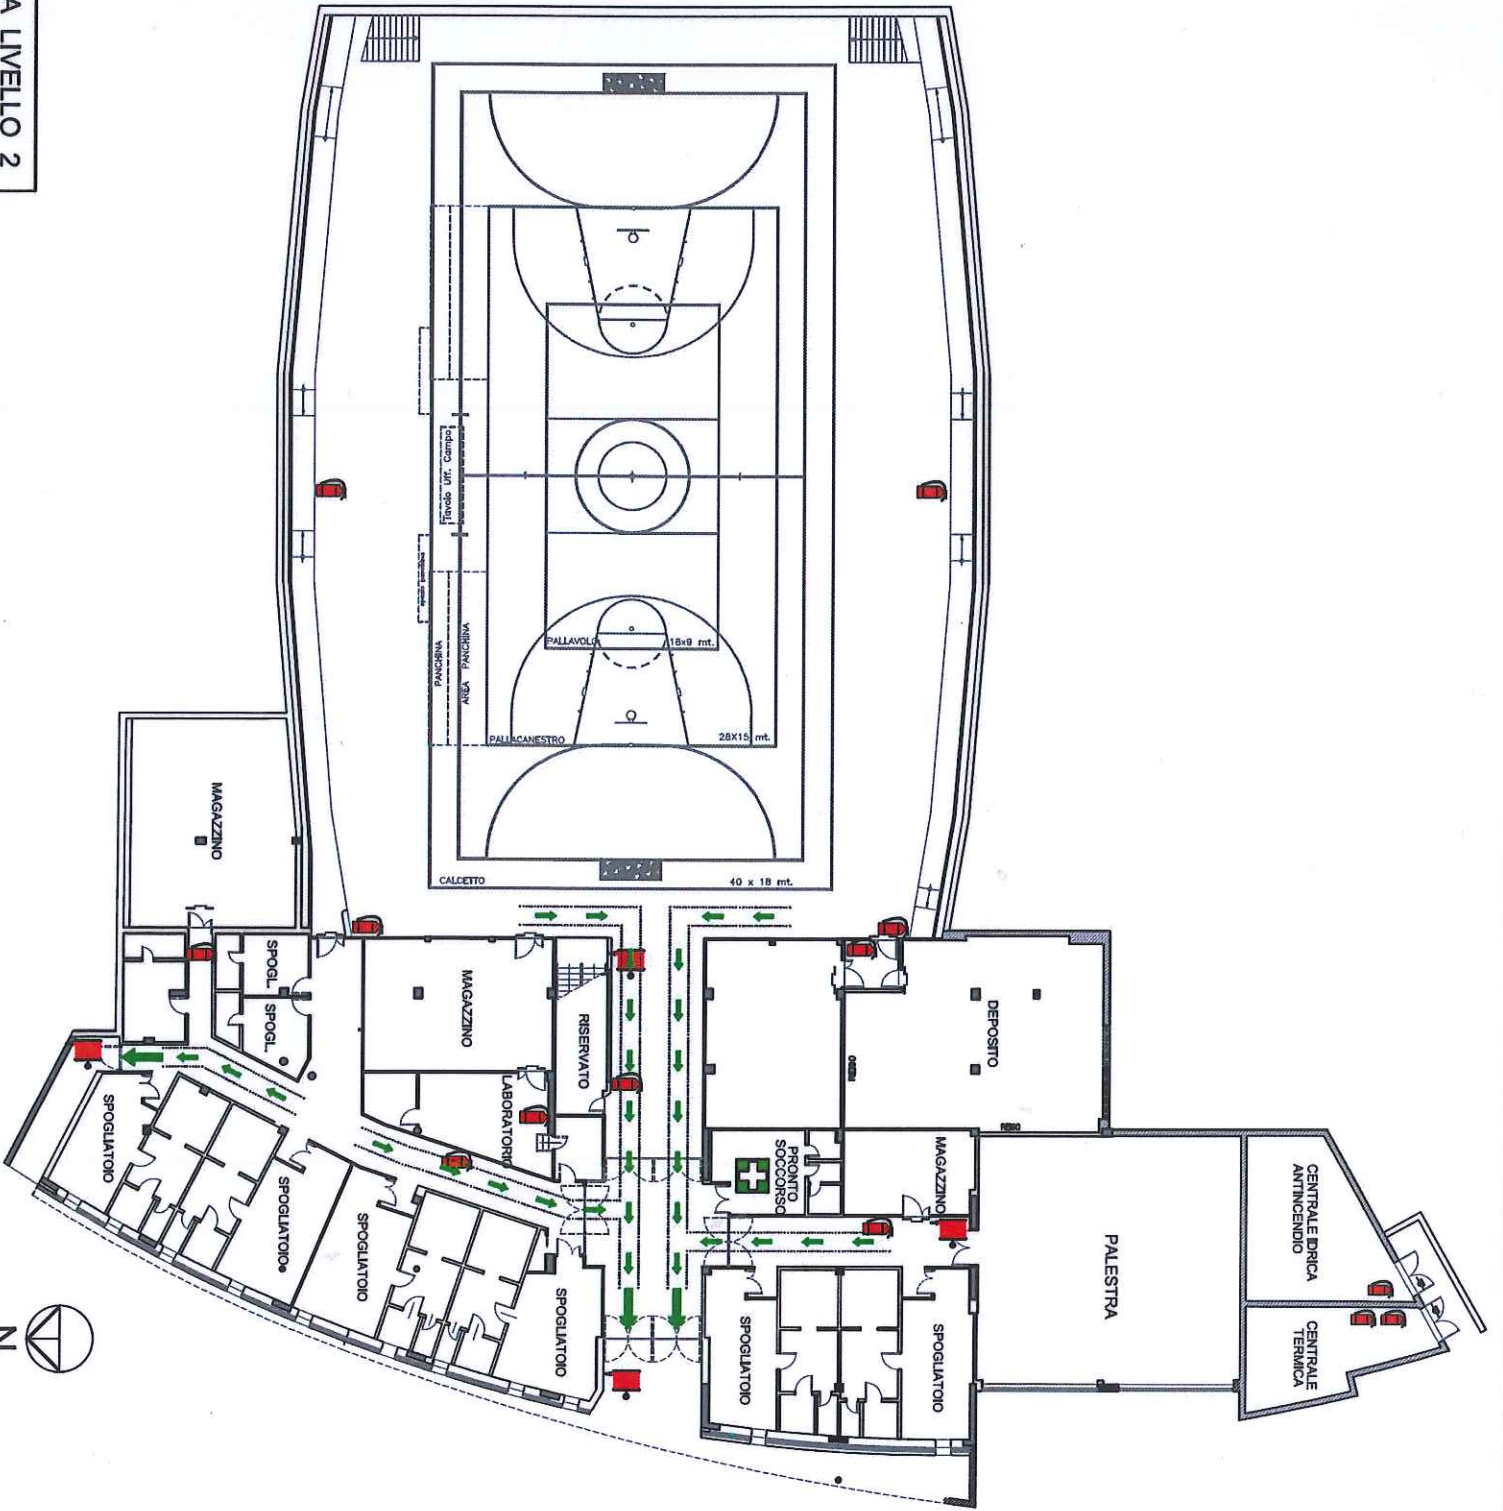 A LIVELLO 2
Tavolo Uff. Campo
PANCHINA
AREA PANCHINA
PALLAVOLO
18x9 mt.
PALLACANESTRO
28X15 mt.
CALCETTO
40 x 18 mt.
MAGAZZINO
SPOGL.
SPOGL.
MAGAZZINO
RISERVATO
LABORATORIO
DEPOSITO
PRONTO
SOCCORSO
MAGAZZINO
PALESTRA
CENTRALE IDRICA
ANTINCENDIO
CENTRALE
TERMICA
SPOGLIATOIO
SPOGLIATOIO
SPOGLIATOIO
SPOGLIATOIO
SPOGLIATOIO
SPOGLIATOIO
N